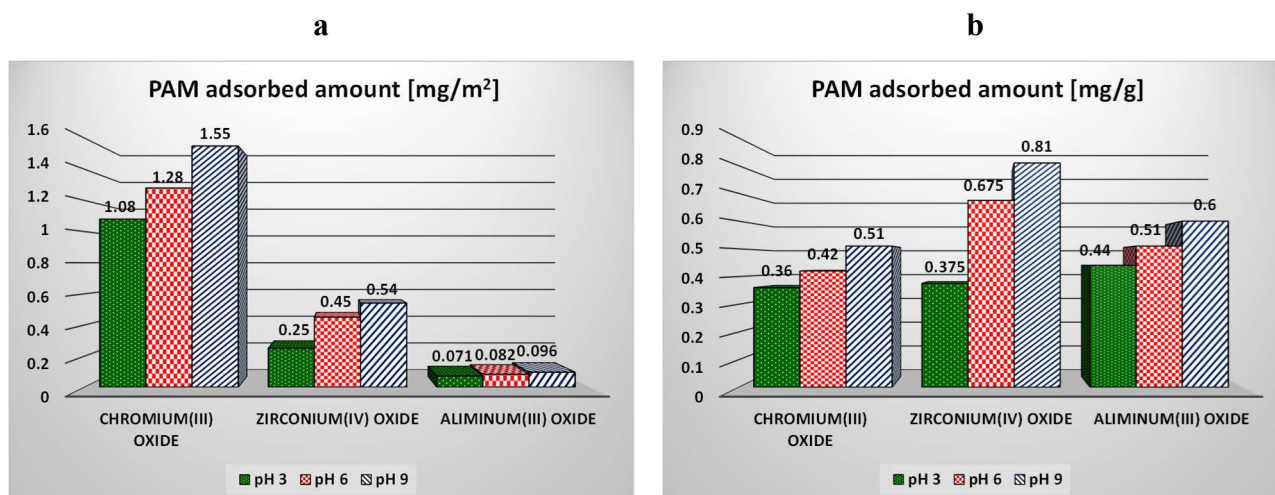 a
PAM adsorbed amount [mg/m²]
1.6
1.4
1.2
1
0.8
0.6
0.4
0.2
0
1.08
1.28
1.55
0.25
0.45
0.54
0.071
0.082
0.096
CHROMIUM(III)
OXIDE
ZIRCONIUM(IV) OXIDE
ALIMINUM(III) OXIDE
pH 3
pH 6
pH 9
b
PAM adsorbed amount [mg/g]
0.9
0.8
0.7
0.6
0.5
0.4
0.3
0.2
0.1
0
0.36
0.42
0.51
0.375
0.675
0.81
0.44
0.51
0.6
CHROMIUM(III)
OXIDE
ZIRCONIUM(IV) OXIDE
ALIMINUM(III) OXIDE
pH 3
pH 6
pH 9